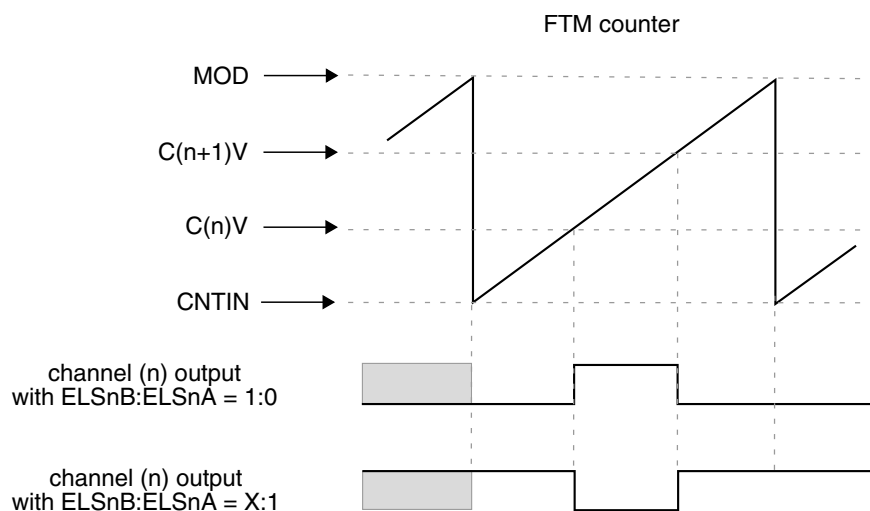 FTM counter
MOD
C(n+1)V
C(n)V
CNTIN
channel (n) output
with ELSnB:ELSnA = 1:0
channel (n) output
with ELSnB:ELSnA = X:1